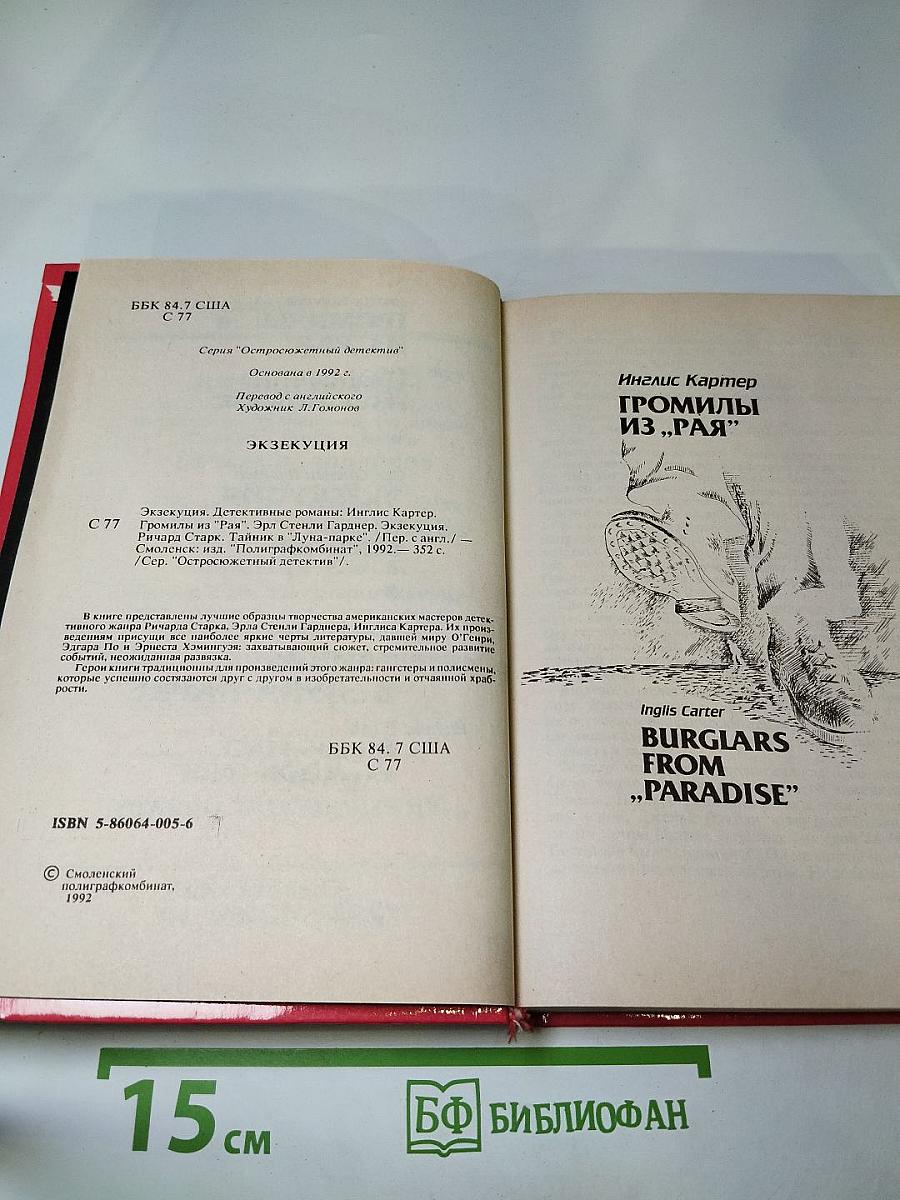 ББК 84.7 США
С 77
Серия "Остросюжетный детектив"
Основана в 1992 г.
Перевод с английского
Художник Л.Гомонов
ЭКЗЕКУЦИЯ
С 77
Экзекуция. Детективные романы: Инглис Картер.
Громилы из "Рая". Эрл Стенли Гарднер. Экзекуция.
Ричард Старк. Тайник в "Луна-парке". /Пер. с англ./ —
Смоленск: изд. "Полиграфкомбинат", 1992.— 352 с.
/Сер. "Остросюжетный детектив"/.
В книге представлены лучшие образцы творчества американских мастеров детек-
тивного жанра Ричарда Старка, Эрла Стенли Гарднера, Инглиса Картера. Их произ-
ведениям присущи все наиболее яркие черты литературы, давшей миру О'Генри,
Эдгара По и Эрнеста Хэмингуэя: захватывающий сюжет, стремительное развитие
событий, неожиданная развязка.
Герои книги традиционны для произведений этого жанра: гангстеры и полисмены,
которые успешно состязаются друг с другом в изобретательности и отчаянной храб-
рости.
ББК 84. 7 США
С 77
ISBN 5-86064-005-6
© Смоленский
полиграфкомбинат,
1992
Инглис Картер
ГРОМИЛЫ
ИЗ „РАЯ”
Inglis Carter
BURGLARS
FROM
„PARADISE”
15 см
БФ БИБЛИОФАН